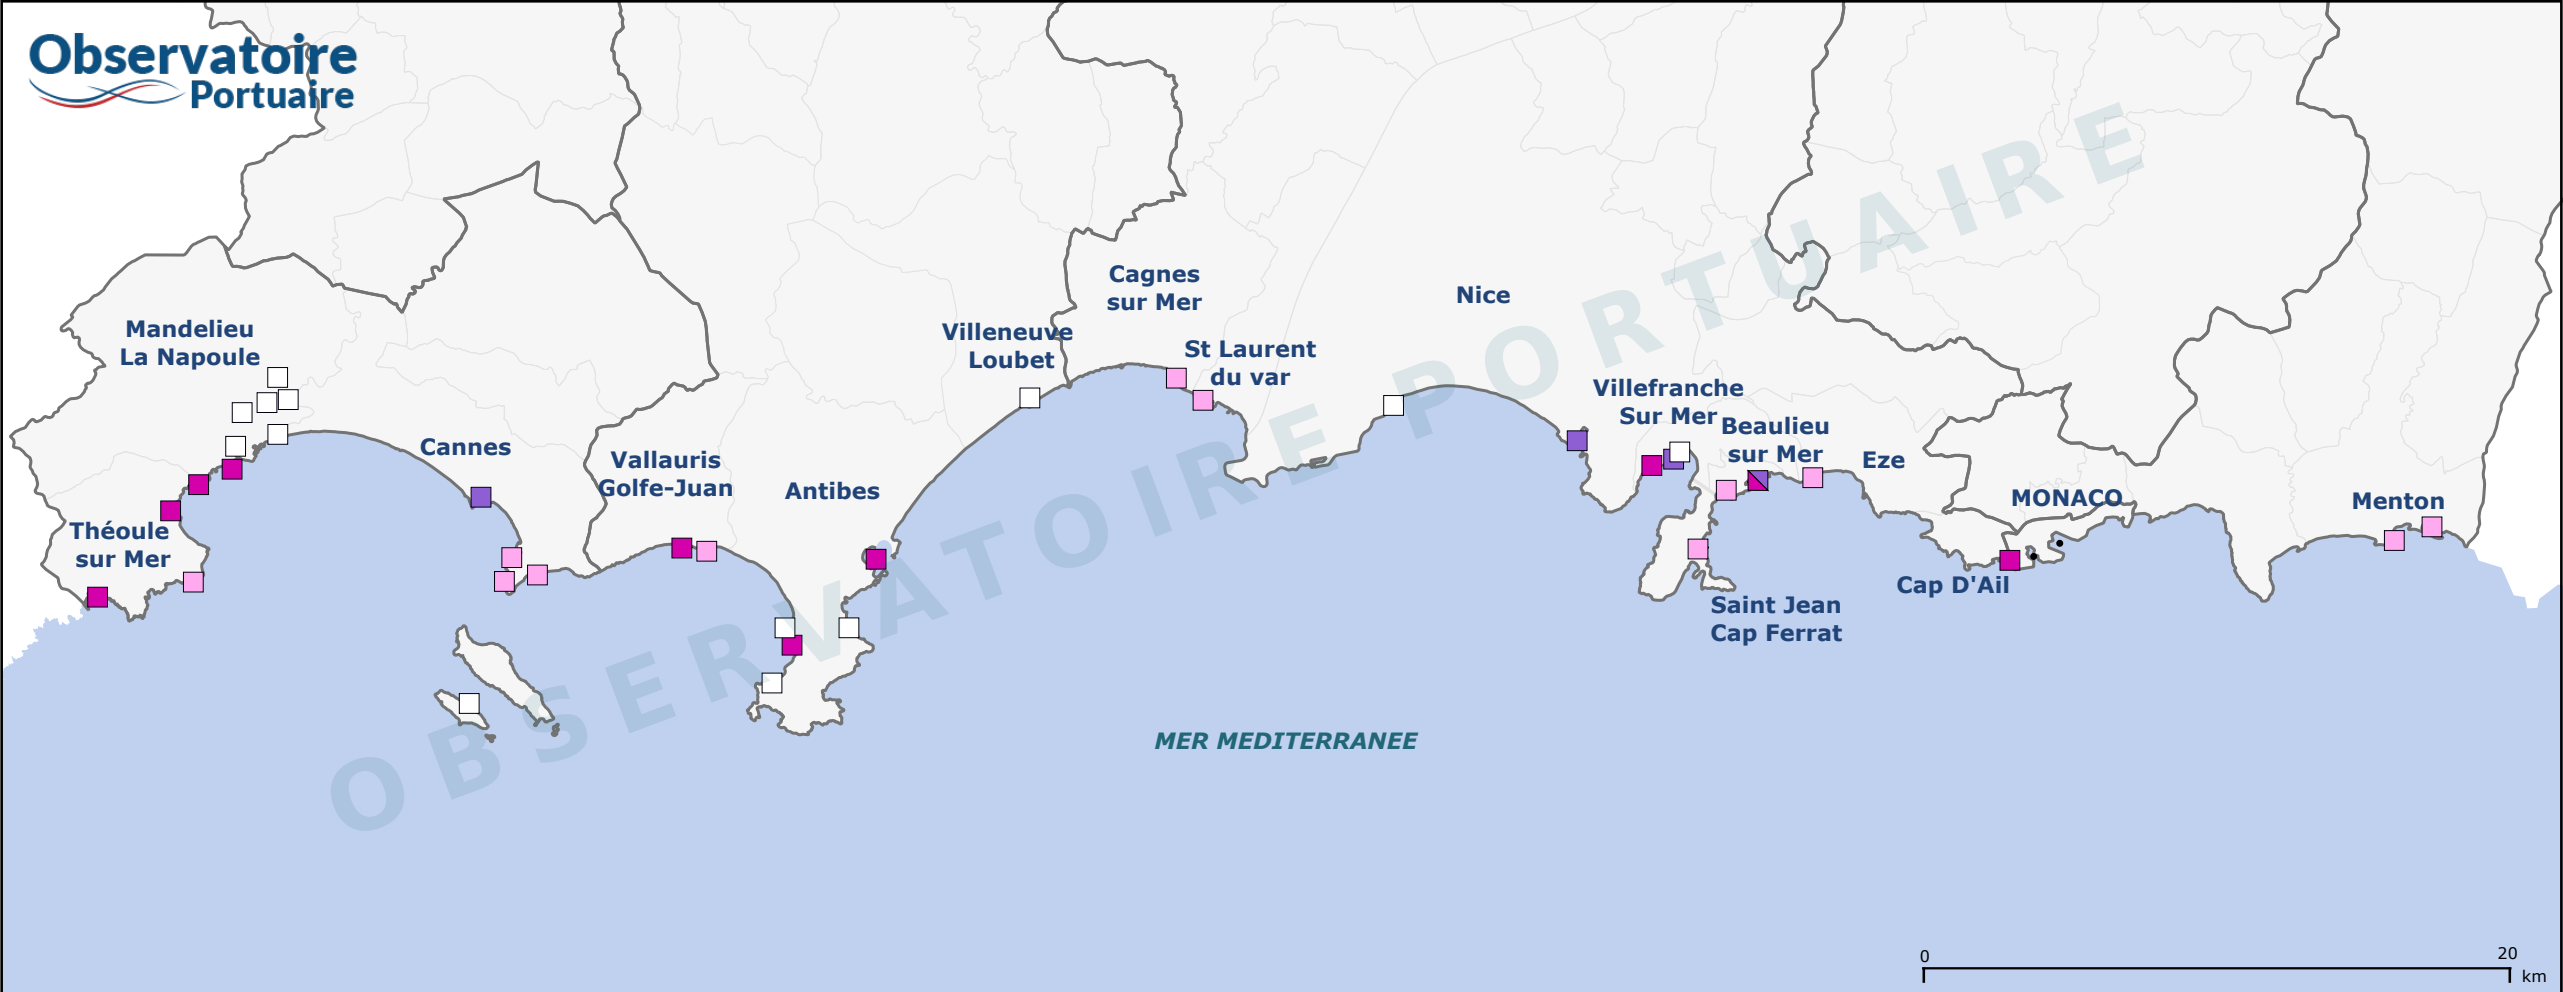 Observatoire
Portuaire
Mandelieu
La Napoule
Théoule
sur Mer
Cannes
Vallauris
Golfe-Juan
Antibes
Villeneuve
Loubet
Cagnes
sur Mer
St Laurent
du var
Nice
Villefranche
Sur Mer
Beaulieu
sur Mer
Eze
MONACO
Cap D'Ail
Saint Jean
Cap Ferrat
Menton
MER MEDITERRANEE
OBSERVATOIRE PORTUAIRE
0 20
km